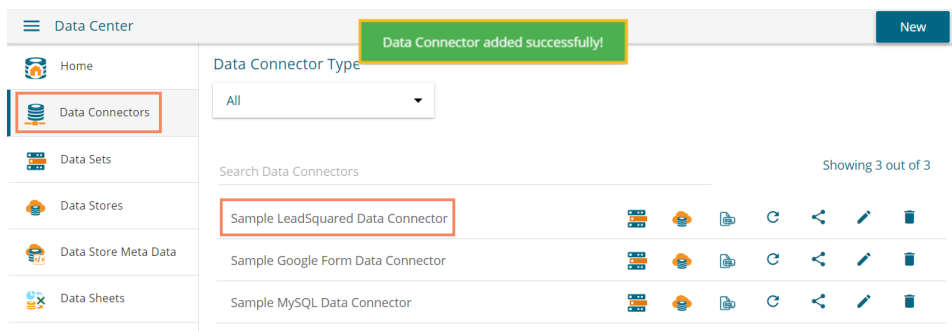 Data Center
Data Connector added successfully!
New
Home
Data Connectors
Data Sets
Data Stores
Data Store Meta Data
Data Sheets
Data Connector Type
All
Search Data Connectors
Showing 3 out of 3
Sample LeadSquared Data Connector
Sample Google Form Data Connector
Sample MySQL Data Connector